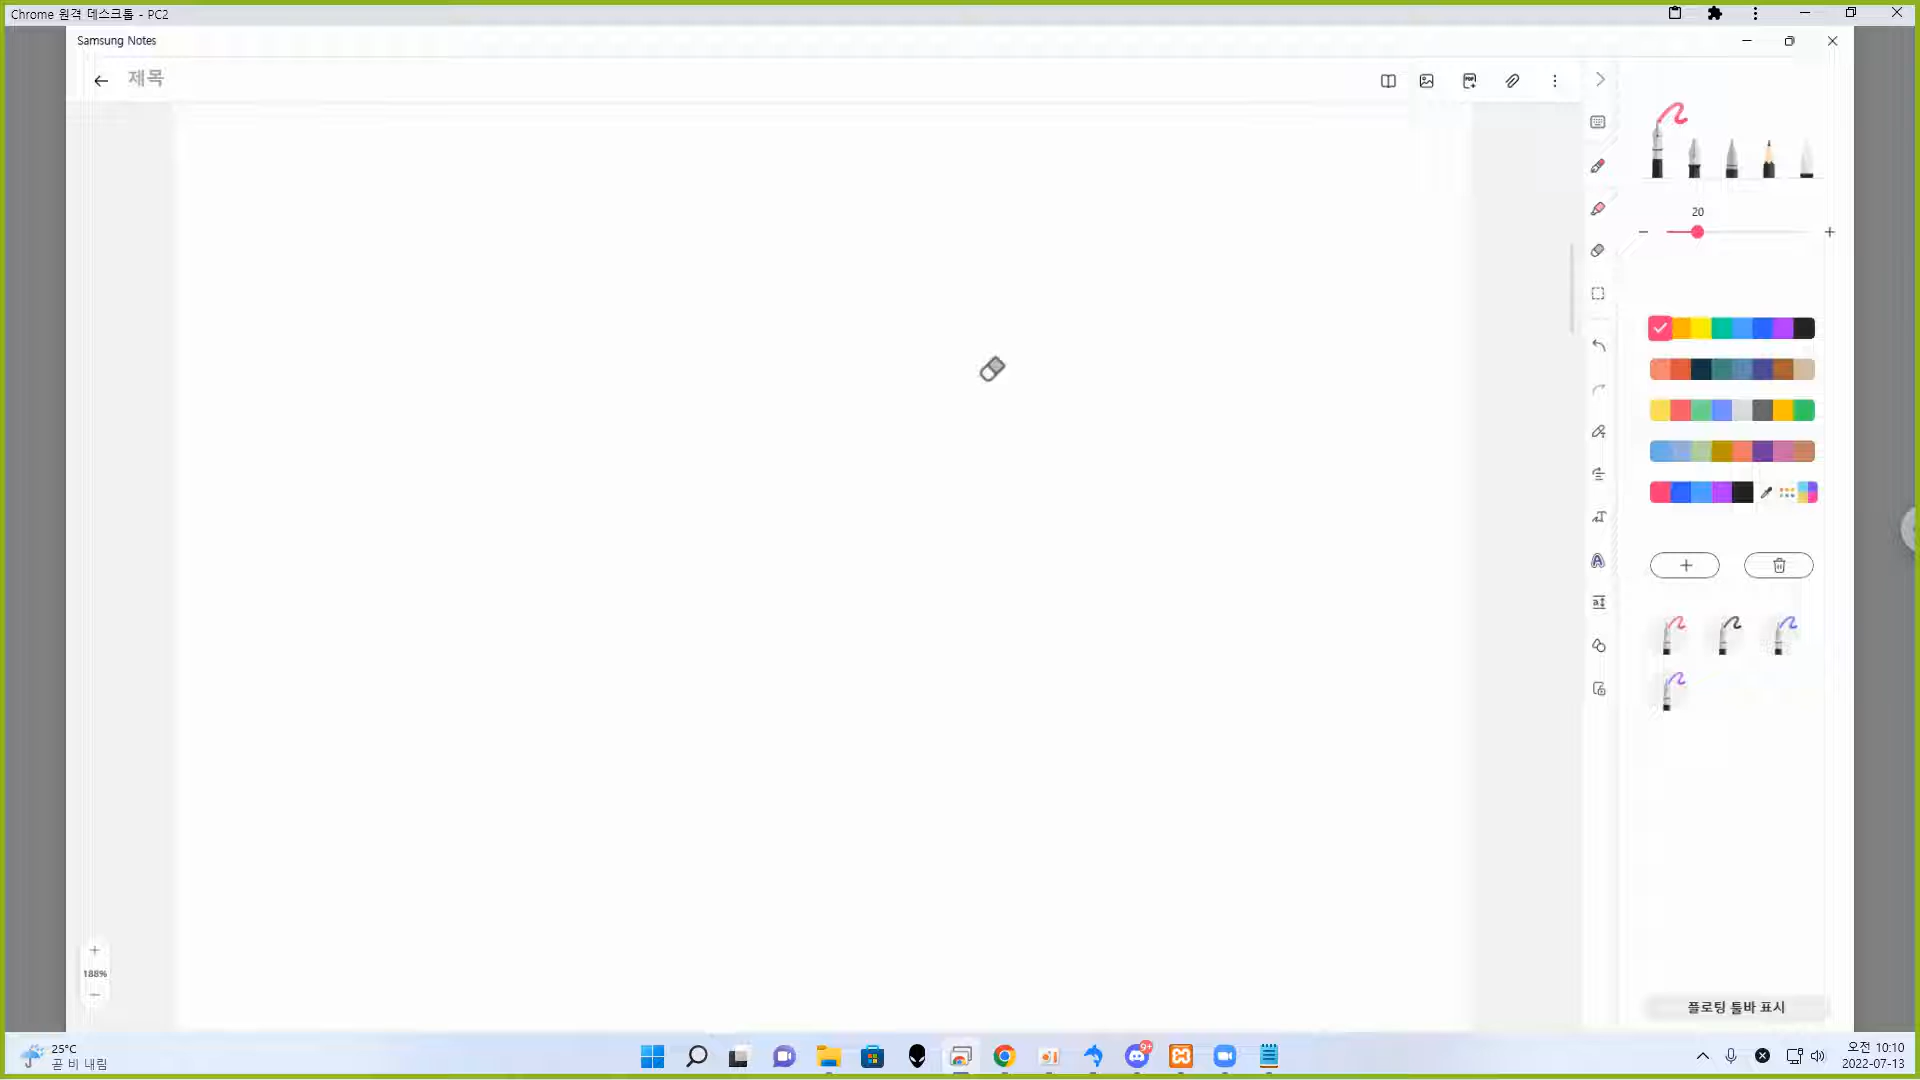 Chrome 원격 데스크톱 - PC2
Samsung Notes
제목
20
188%
플로팅 툴바 표시
25°C
곧 비 내림
9+
오전 10:10
2022-07-13